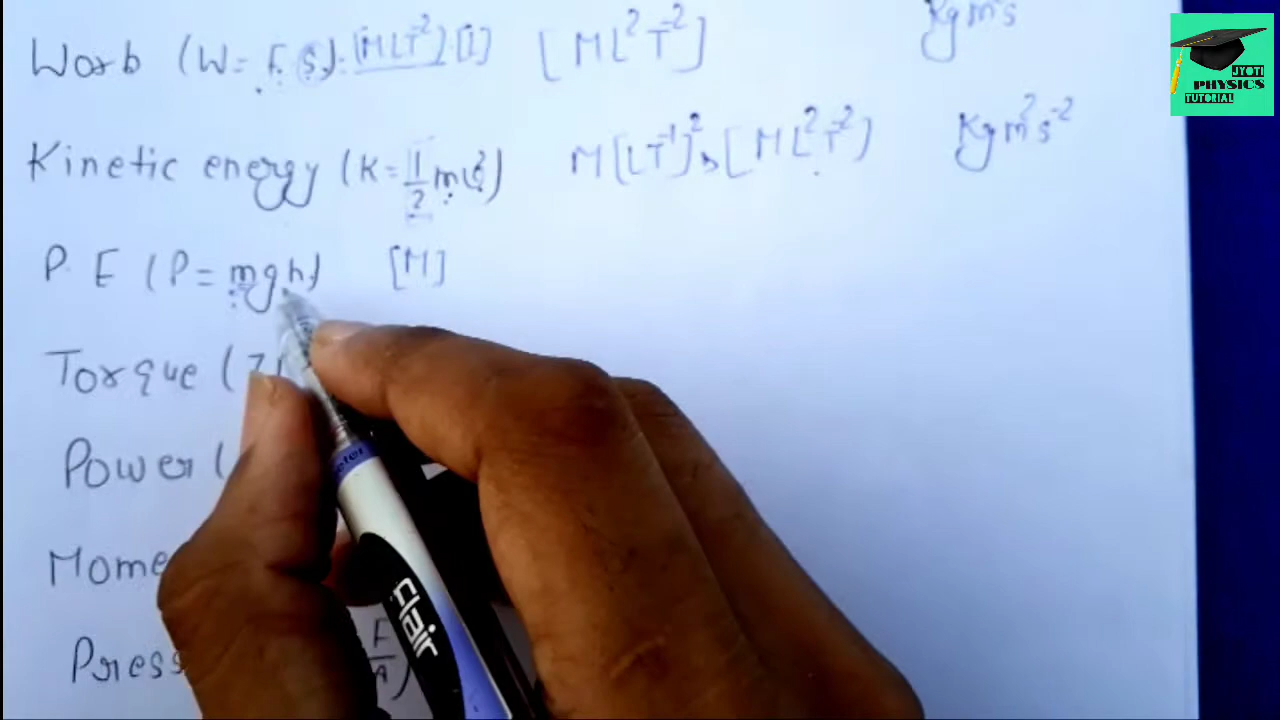 Work (W = F.S) = [MLT⁻²] [L] [ML²T⁻²] Kgm²s
Kinetic energy (K = 1/2 mv²) M[LT⁻¹]² = [ML²T⁻²] Kgm²s⁻²
P. E (P = mgh) [M]
Torque (τ
Power (
Mome
Press F/A)
Flair
JYOTI
PHYSICS
TUTORIAL